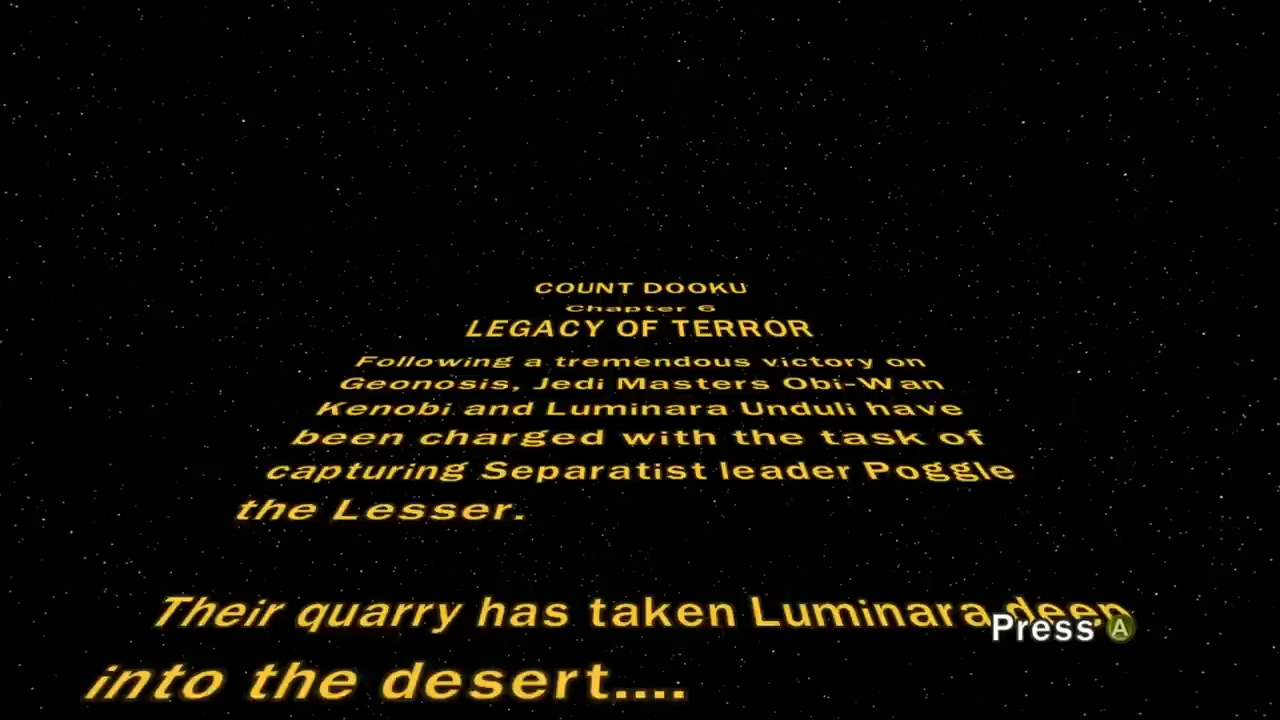 COUNT DOOKU
Chapter 6
LEGACY OF TERROR
Following a tremendous victory on
Geonosis, Jedi Masters Obi-Wan
Kenobi and Luminara Unduli have
been charged with the task of
capturing Separatist leader Poggle
the Lesser.
Their quarry has taken Luminara deep
into the desert....
Press A